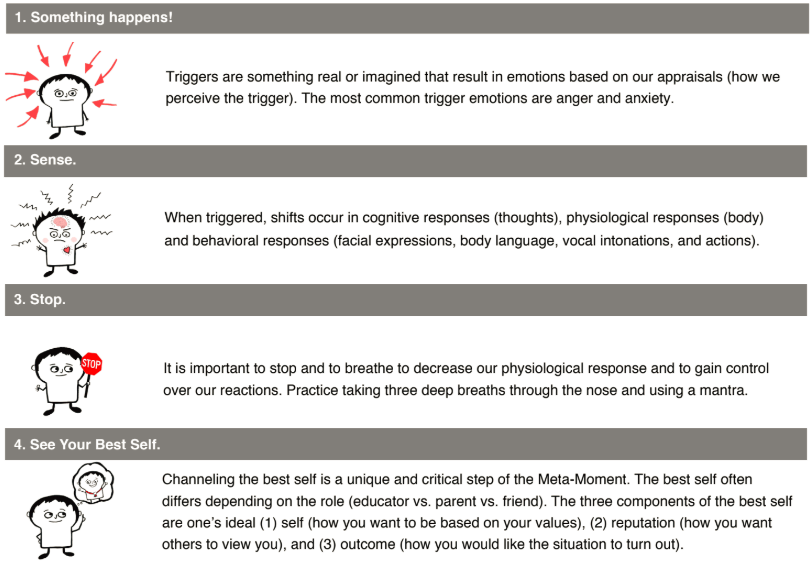 1. Something happens!
Triggers are something real or imagined that result in emotions based on our appraisals (how we
perceive the trigger). The most common trigger emotions are anger and anxiety.
2. Sense.
When triggered, shifts occur in cognitive responses (thoughts), physiological responses (body)
and behavioral responses (facial expressions, body language, vocal intonations, and actions).
3. Stop.
STOP
It is important to stop and to breathe to decrease our physiological response and to gain control
over our reactions. Practice taking three deep breaths through the nose and using a mantra.
4. See Your Best Self.
Channeling the best self is a unique and critical step of the Meta-Moment. The best self often
differs depending on the role (educator vs. parent vs. friend). The three components of the best self
are one's ideal (1) self (how you want to be based on your values), (2) reputation (how you want
others to view you), and (3) outcome (how you would like the situation to turn out).